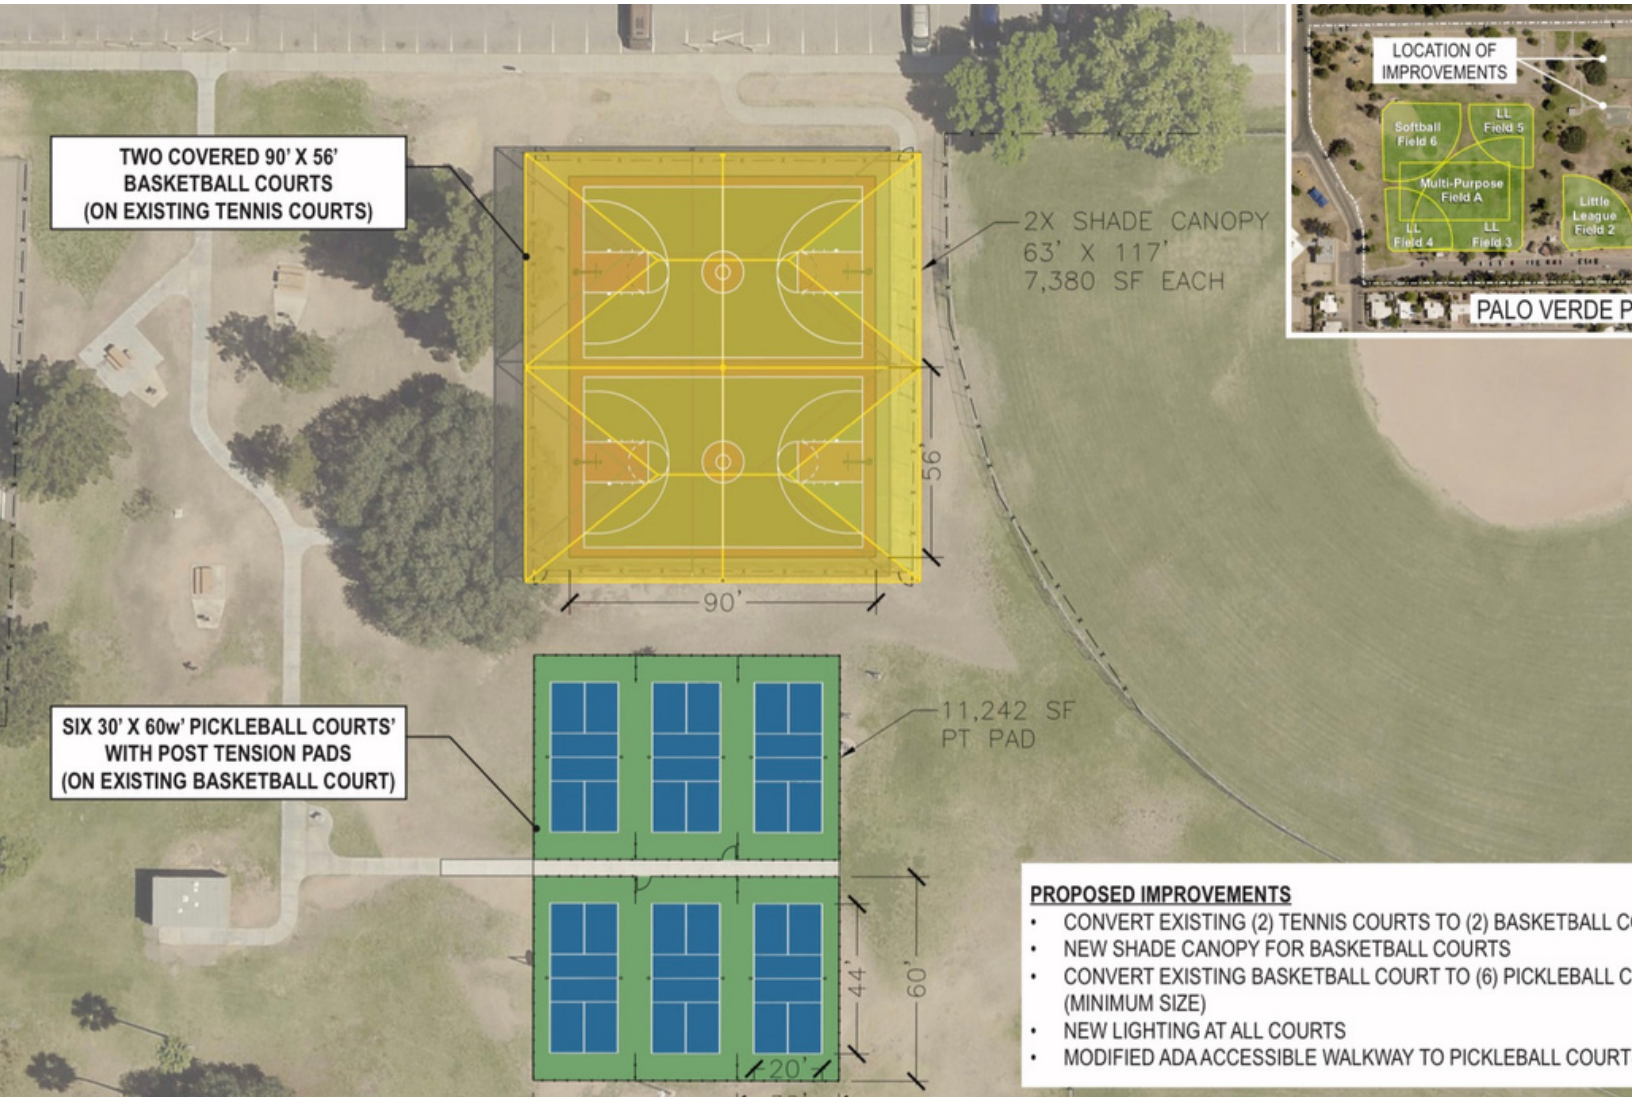 LOCATION OF
IMPROVEMENTS
Softball
Field 6
LL
Field 5
Multi-Purpose
Field A
LL
Field 4
LL
Field 3
Little
League
Field 2
PALO VERDE P
TWO COVERED 90' X 56'
BASKETBALL COURTS
(ON EXISTING TENNIS COURTS)
2X SHADE CANOPY
63' X 117'
7,380 SF EACH
56'
90'
SIX 30' X 60w' PICKLEBALL COURTS'
WITH POST TENSION PADS
(ON EXISTING BASKETBALL COURT)
11,242 SF
PT PAD
44'
60'
20'
PROPOSED IMPROVEMENTS
• CONVERT EXISTING (2) TENNIS COURTS TO (2) BASKETBALL C
• NEW SHADE CANOPY FOR BASKETBALL COURTS
• CONVERT EXISTING BASKETBALL COURT TO (6) PICKLEBALL C
(MINIMUM SIZE)
• NEW LIGHTING AT ALL COURTS
• MODIFIED ADA ACCESSIBLE WALKWAY TO PICKLEBALL COURT